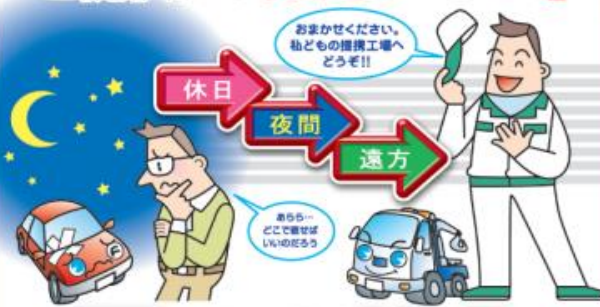 おまかせください。
私どもの提携工場へ
どうぞ!!
休日
夜間
遠方
あらら…
どこで直せば
いいのだろう